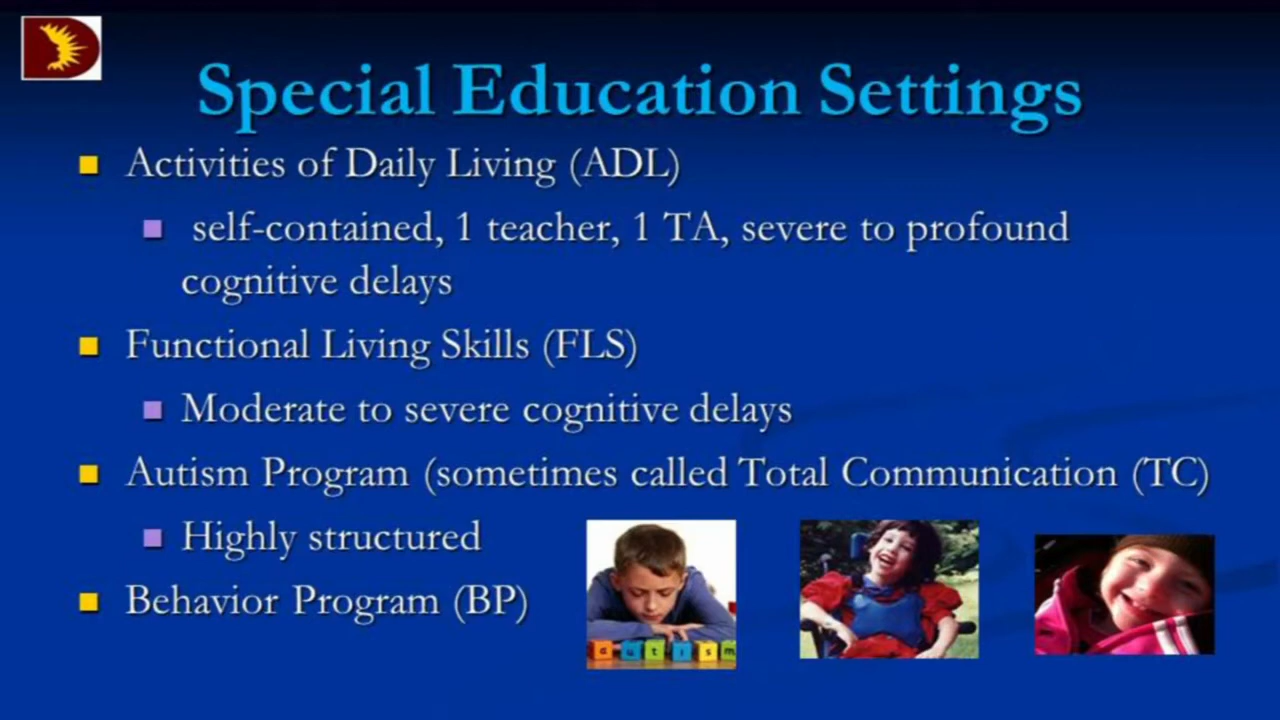 Special Education Settings
Activities of Daily Living (ADL)
self-contained, 1 teacher, 1 TA, severe to profound
cognitive delays
Functional Living Skills (FLS)
Moderate to severe cognitive delays
Autism Program (sometimes called Total Communication (TC)
Highly structured
Behavior Program (BP)
autism